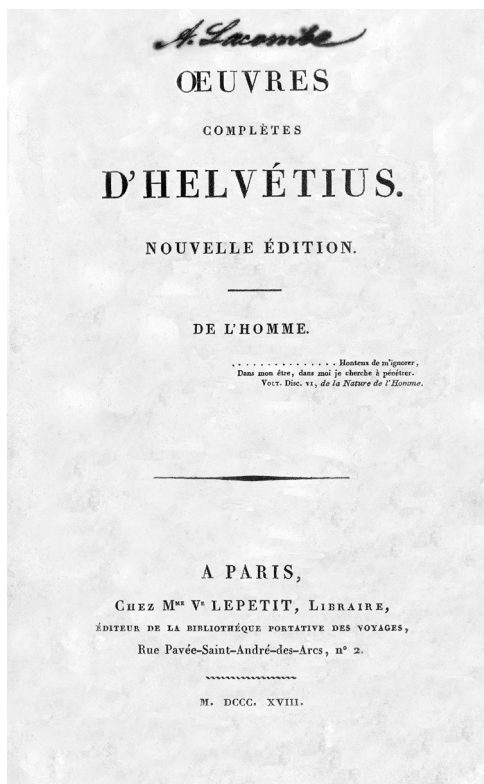 A. Lacombe
ŒUVRES
COMPLÈTES
D'HELVÉTIUS.
NOUVELLE ÉDITION.
DE L'HOMME.
. . . . . . . . . . . . . . . Honteux de m'ignorer,
Dans mon être, dans moi je cherche à pénétrer.
VOLT. Disc. VI, de la Nature de l'Homme.
A PARIS,
CHEZ MME VE LEPETIT, LIBRAIRE,
ÉDITEUR DE LA BIBLIOTHÉQUE PORTATIVE DES VOYAGES,
Rue Pavée-Saint-André-des-Arcs, n° 2.
M. DCCC. XVIII.